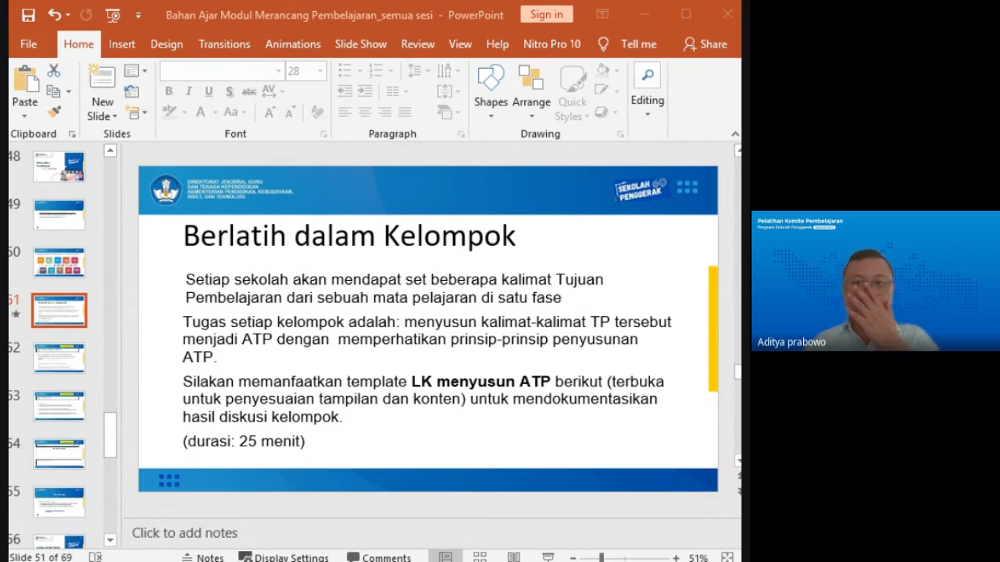 Bahan Ajar Modul Merancang Pembelajaran_semua sesi - PowerPoint
Sign in
File Home Insert Design Transitions Animations Slide Show Review View Help Nitro Pro 10 Tell me Share
28
Paste
New
Slide
Shapes Arrange Quick
Styles
Editing
B I U S abc AV
A Aa A A
Clipboard Slides Font Paragraph Drawing
48
49
50
51
52
53
54
55
56
DIREKTORAT JENDERAL GURU
DAN TENAGA KEPENDIDIKAN
KEMENTERIAN PENDIDIKAN, KEBUDAYAAN,
RISET, DAN TEKNOLOGI
SEKOLAH
PENGGERAK
Berlatih dalam Kelompok
Setiap sekolah akan mendapat set beberapa kalimat Tujuan
Pembelajaran dari sebuah mata pelajaran di satu fase
Tugas setiap kelompok adalah: menyusun kalimat-kalimat TP tersebut
menjadi ATP dengan memperhatikan prinsip-prinsip penyusunan
ATP.
Silakan memanfaatkan template LK menyusun ATP berikut (terbuka
untuk penyesuaian tampilan dan konten) untuk mendokumentasikan
hasil diskusi kelompok.
(durasi: 25 menit)
Click to add notes
Slide 51 of 69 Notes Display Settings Comments 51%
Pelatihan Komite Pembelajaran
Program Sekolah Penggerak
Aditya prabowo